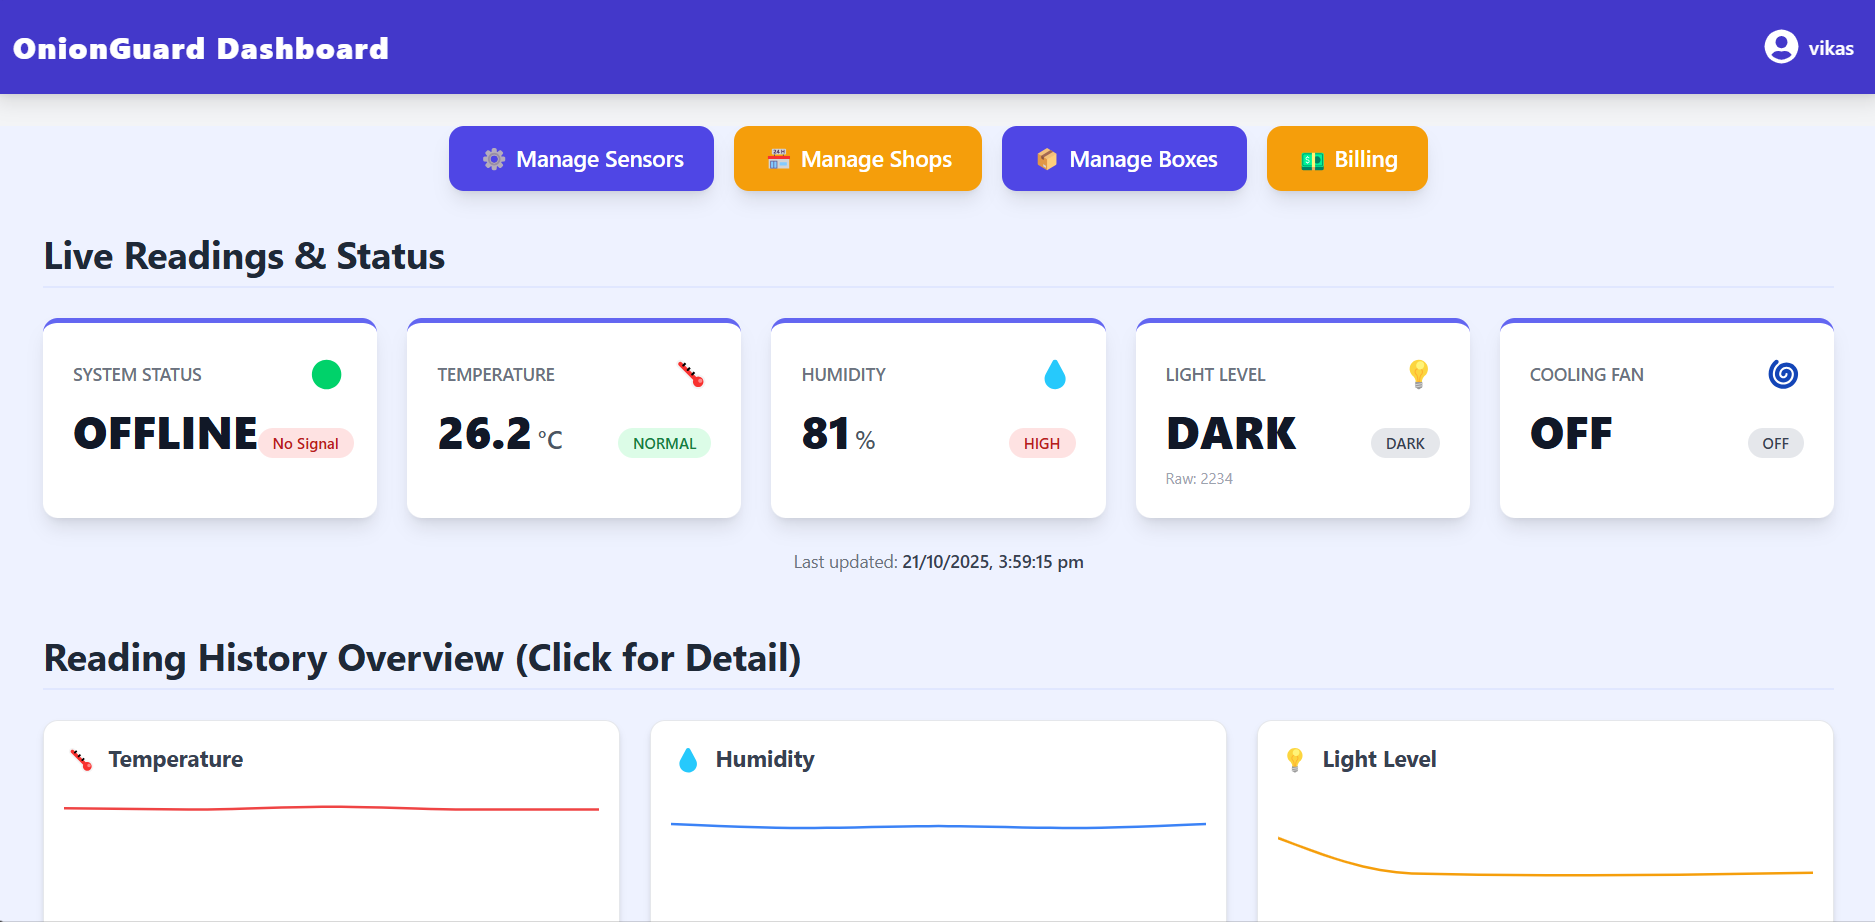 OnionGuard Dashboard
vikas
Manage Sensors
Manage Shops
Manage Boxes
Billing
Live Readings & Status
SYSTEM STATUS
OFFLINE
No Signal
TEMPERATURE
26.2 °C
NORMAL
HUMIDITY
81 %
HIGH
LIGHT LEVEL
DARK
DARK
Raw: 2234
COOLING FAN
OFF
OFF
Last updated: 21/10/2025, 3:59:15 pm
Reading History Overview (Click for Detail)
Temperature
Humidity
Light Level